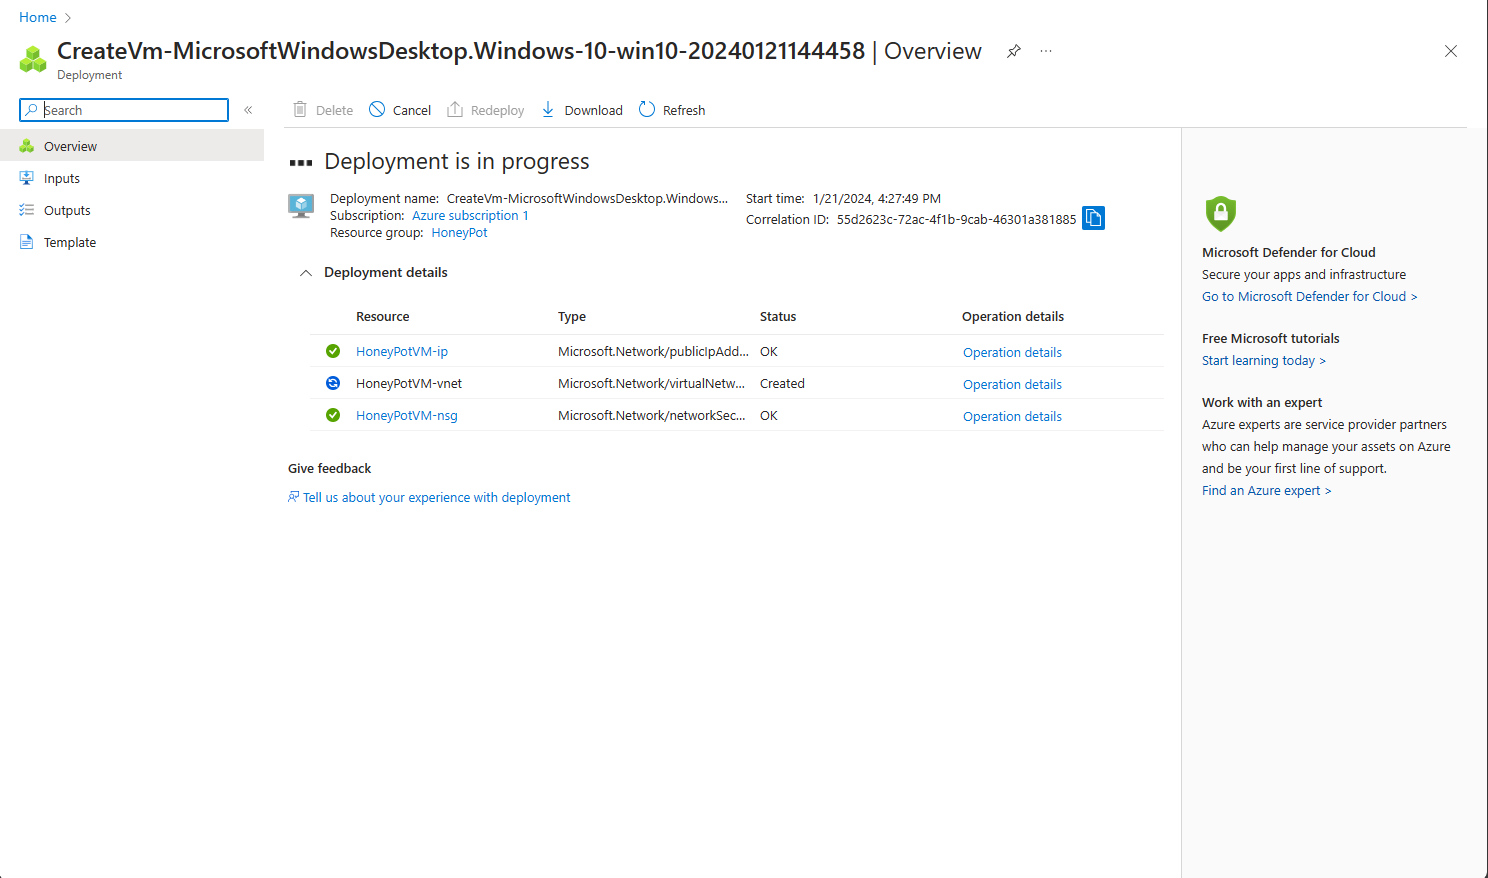 Home
CreateVm-MicrosoftWindowsDesktop.Windows-10-win10-20240121144458 | Overview
Deployment
Search
«
Overview
Inputs
Outputs
Template
Delete Cancel Redeploy Download Refresh
Deployment is in progress
Deployment name: CreateVm-MicrosoftWindowsDesktop.Windows...
Subscription: Azure subscription 1
Resource group: HoneyPot
Start time: 1/21/2024, 4:27:49 PM
Correlation ID: 55d2623c-72ac-4f1b-9cab-46301a381885
Deployment details
Resource Type Status Operation details
HoneyPotVM-ip Microsoft.Network/publicIpAdd... OK Operation details
HoneyPotVM-vnet Microsoft.Network/virtualNetw... Created Operation details
HoneyPotVM-nsg Microsoft.Network/networkSec... OK Operation details
Give feedback
Tell us about your experience with deployment
Microsoft Defender for Cloud
Secure your apps and infrastructure
Go to Microsoft Defender for Cloud >
Free Microsoft tutorials
Start learning today >
Work with an expert
Azure experts are service provider partners
who can help manage your assets on Azure
and be your first line of support.
Find an Azure expert >